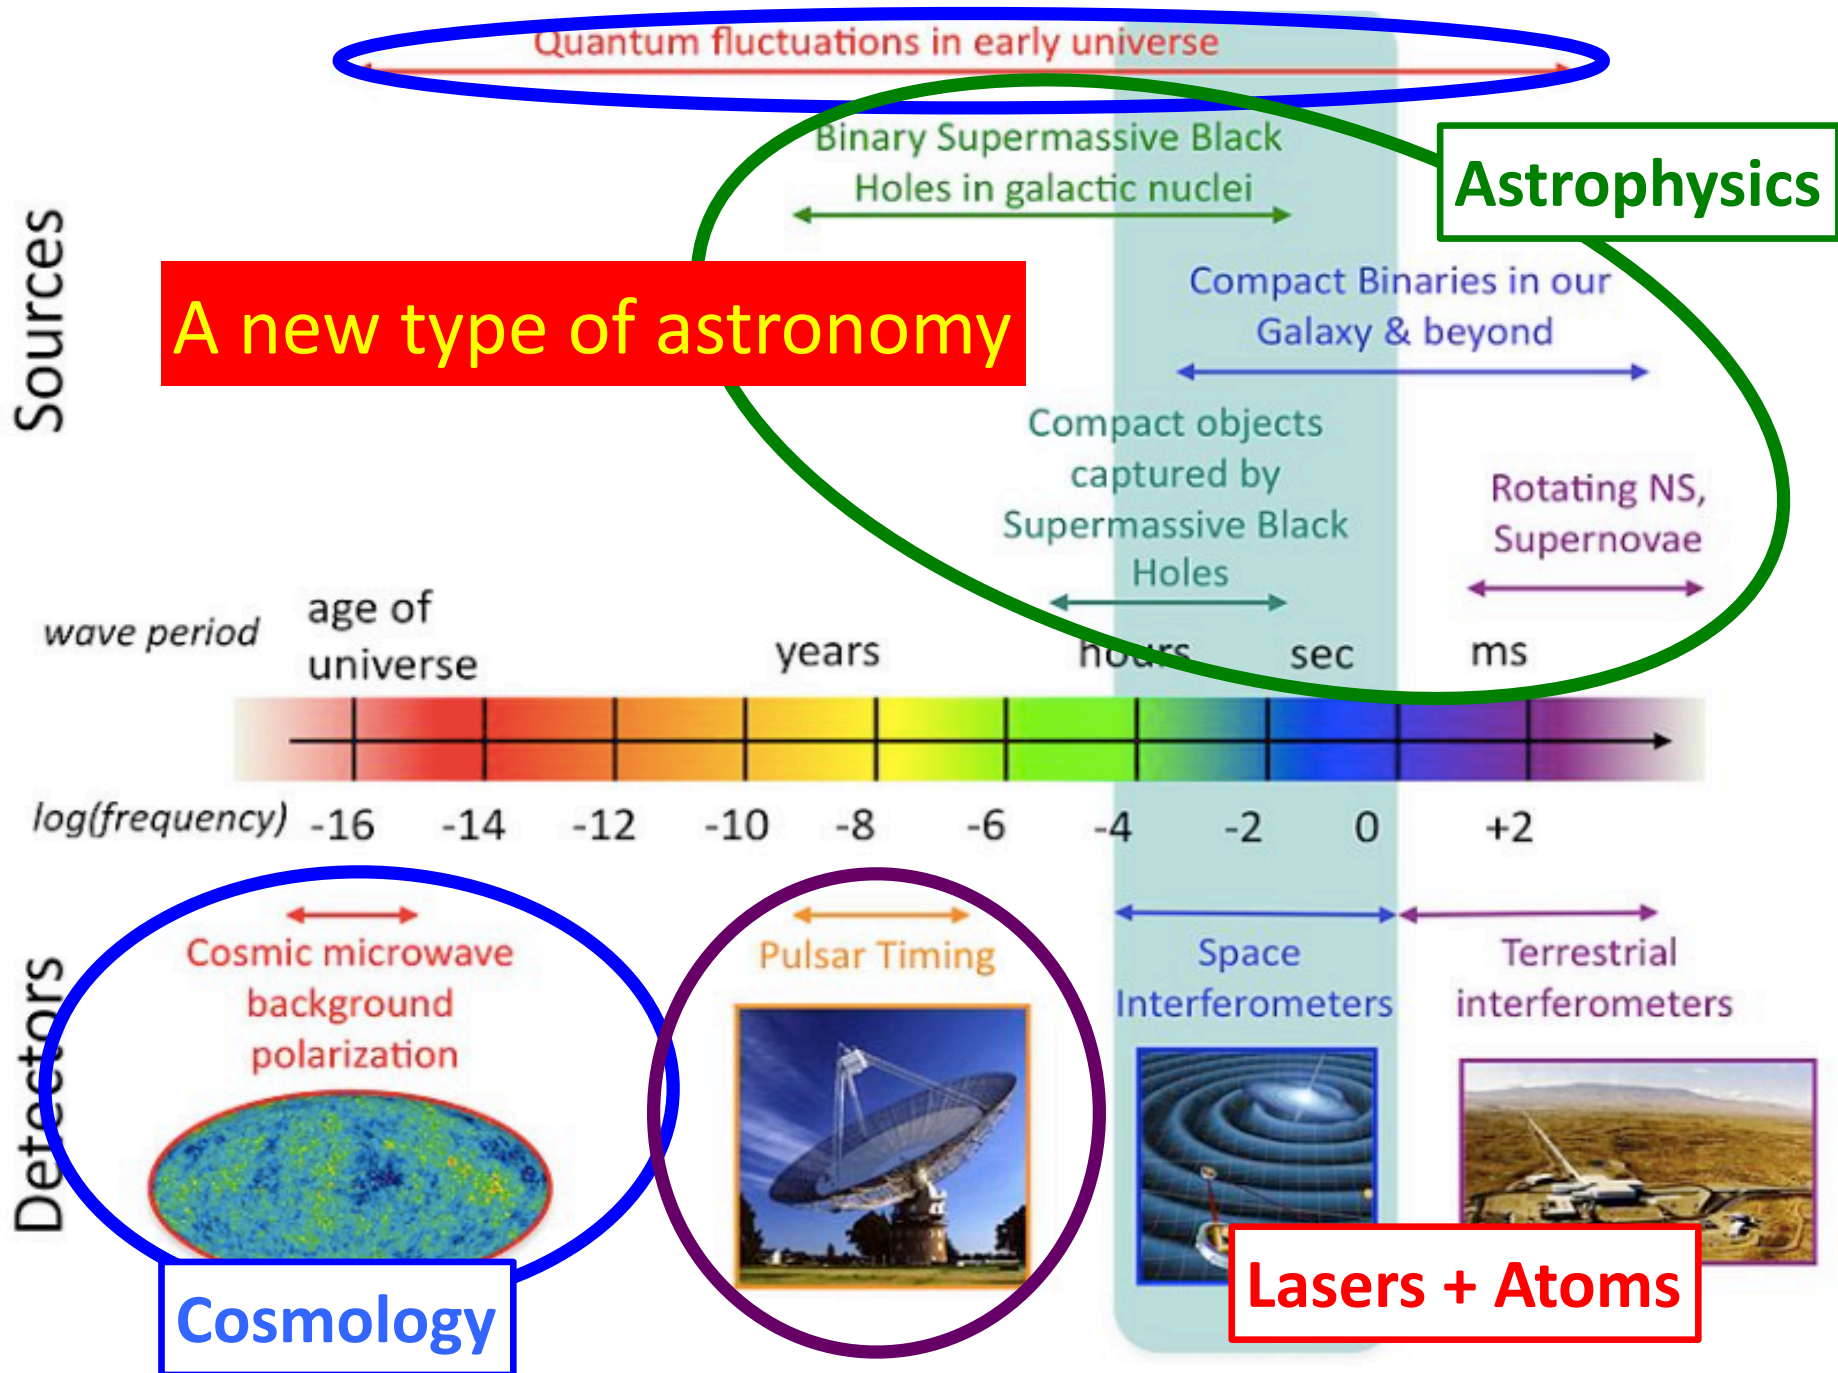 Quantum fluctuations in early universe
Binary Supermassive Black
Holes in galactic nuclei
Astrophysics
Sources
A new type of astronomy
Compact Binaries in our
Galaxy & beyond
Compact objects
captured by
Supermassive Black
Holes
Rotating NS,
Supernovae
wave period
age of
universe
years
hours
sec
ms
log(frequency)
-16
-14
-12
-10
-8
-6
-4
-2
0
+2
Detectors
Cosmic microwave
background
polarization
Pulsar Timing
Space
Interferometers
Terrestrial
interferometers
Cosmology
Lasers + Atoms